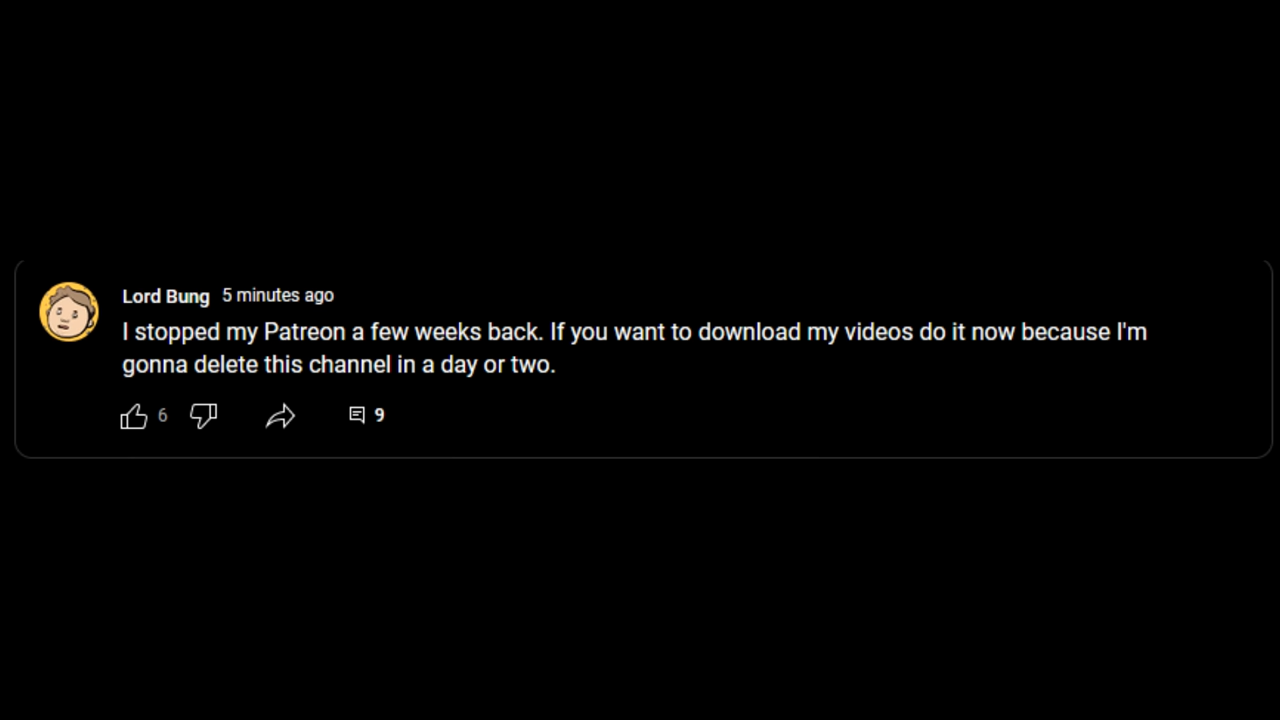 Lord Bung 5 minutes ago
I stopped my Patreon a few weeks back. If you want to download my videos do it now because I'm
gonna delete this channel in a day or two.
6 9